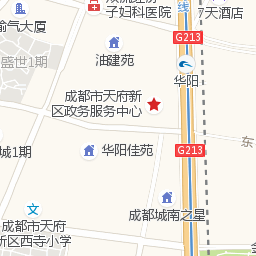 子妇科医院
7天酒店
线
G213
输气大厦
油建苑
盛世1期
华阳
成都市天府新
区政务服务中心
东
城1期
华阳佳苑
G213
成都城南之星
成都市天府
新区西寺小学